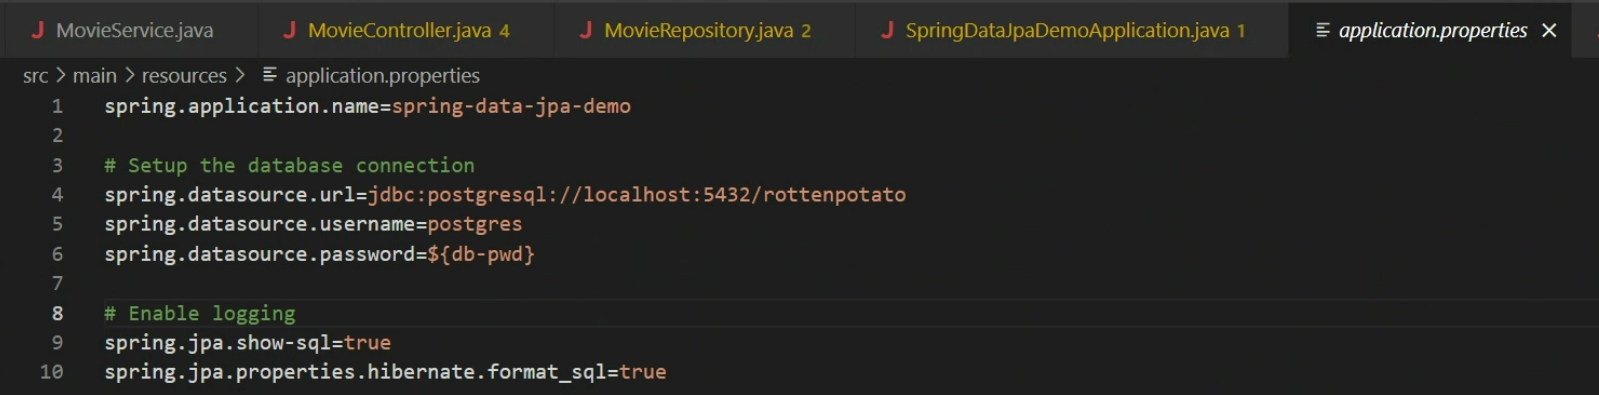 MovieService.java MovieController.java 4 MovieRepository.java 2 SpringDataJpaDemoApplication.java 1 application.properties
src > main > resources > application.properties
1 spring.application.name=spring-data-jpa-demo
2
3 # Setup the database connection
4 spring.datasource.url=jdbc:postgresql://localhost:5432/rottenpotato
5 spring.datasource.username=postgres
6 spring.datasource.password=${db-pwd}
7
8 # Enable logging
9 spring.jpa.show-sql=true
10 spring.jpa.properties.hibernate.format_sql=true